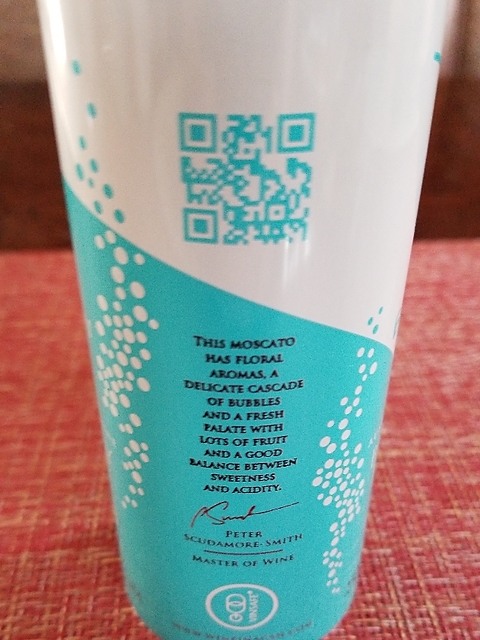 THIS MOSCATO
HAS FLORAL
AROMAS, A
DELICATE CASCADE
OF BUBBLES
AND A FRESH
PALATE WITH
LOTS OF FRUIT
AND A GOOD
BALANCE BETWEEN
SWEETNESS
AND ACIDITY.
PETER
SCUDAMORE-SMITH
MASTER OF WINE
VINSAFE